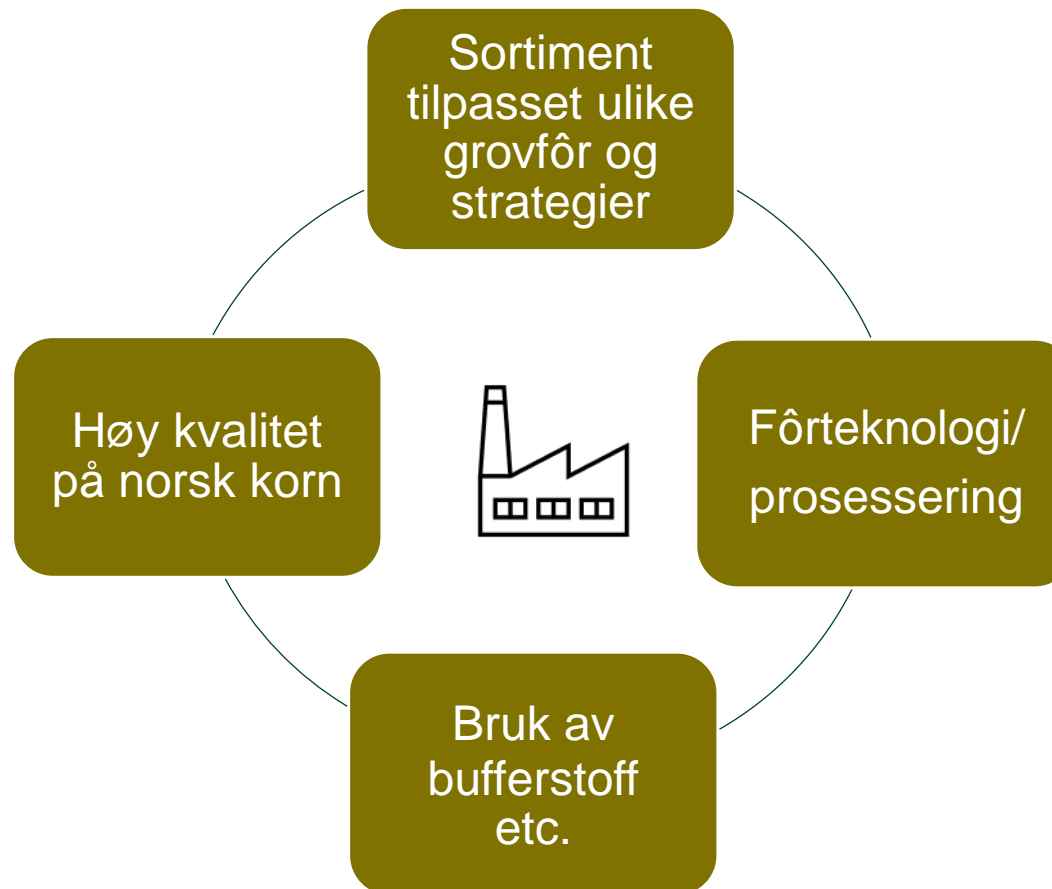 Sortiment
tilpasset ulike
grovfôr og
strategier
Høy kvalitet
på norsk korn
Fôrteknologi/
prosessering
Bruk av
bufferstoff
etc.